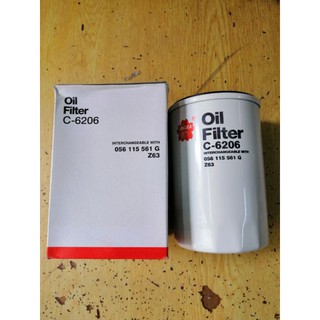 Oil
Filter
C-6206
INTERCHANGEABLE WITH
056 115 561 G
Z63
Oil
Filter
C-6206
INTERCHANGEABLE WITH
056 115 561 G
Z63